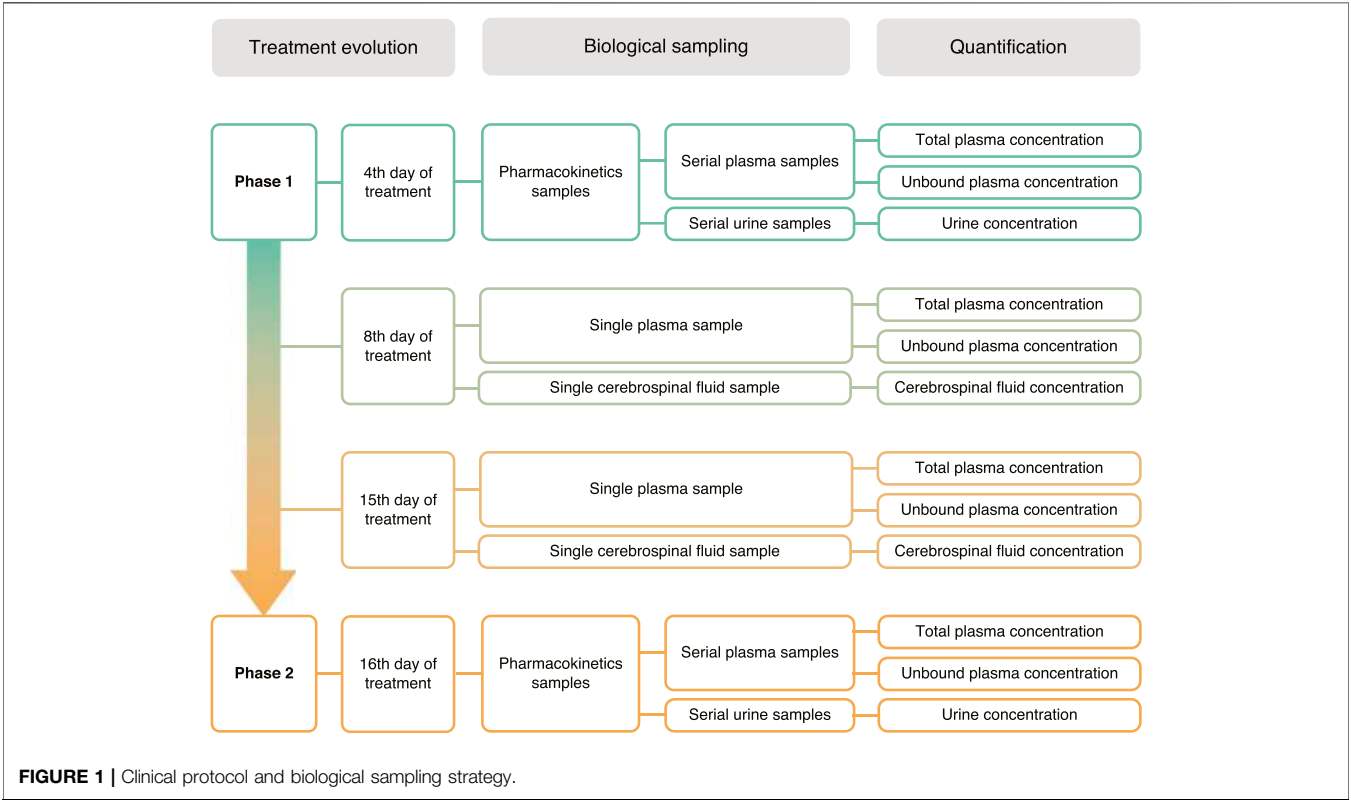 Treatment evolution
Biological sampling
Quantification
Phase 1
4th day of
treatment
Pharmacokinetics
samples
Serial plasma samples
Serial urine samples
Total plasma concentration
Unbound plasma concentration
Urine concentration
8th day of
treatment
Single plasma sample
Single cerebrospinal fluid sample
Total plasma concentration
Unbound plasma concentration
Cerebrospinal fluid concentration
15th day of
treatment
Single plasma sample
Single cerebrospinal fluid sample
Total plasma concentration
Unbound plasma concentration
Cerebrospinal fluid concentration
Phase 2
16th day of
treatment
Pharmacokinetics
samples
Serial plasma samples
Serial urine samples
Total plasma concentration
Unbound plasma concentration
Urine concentration
FIGURE 1 | Clinical protocol and biological sampling strategy.